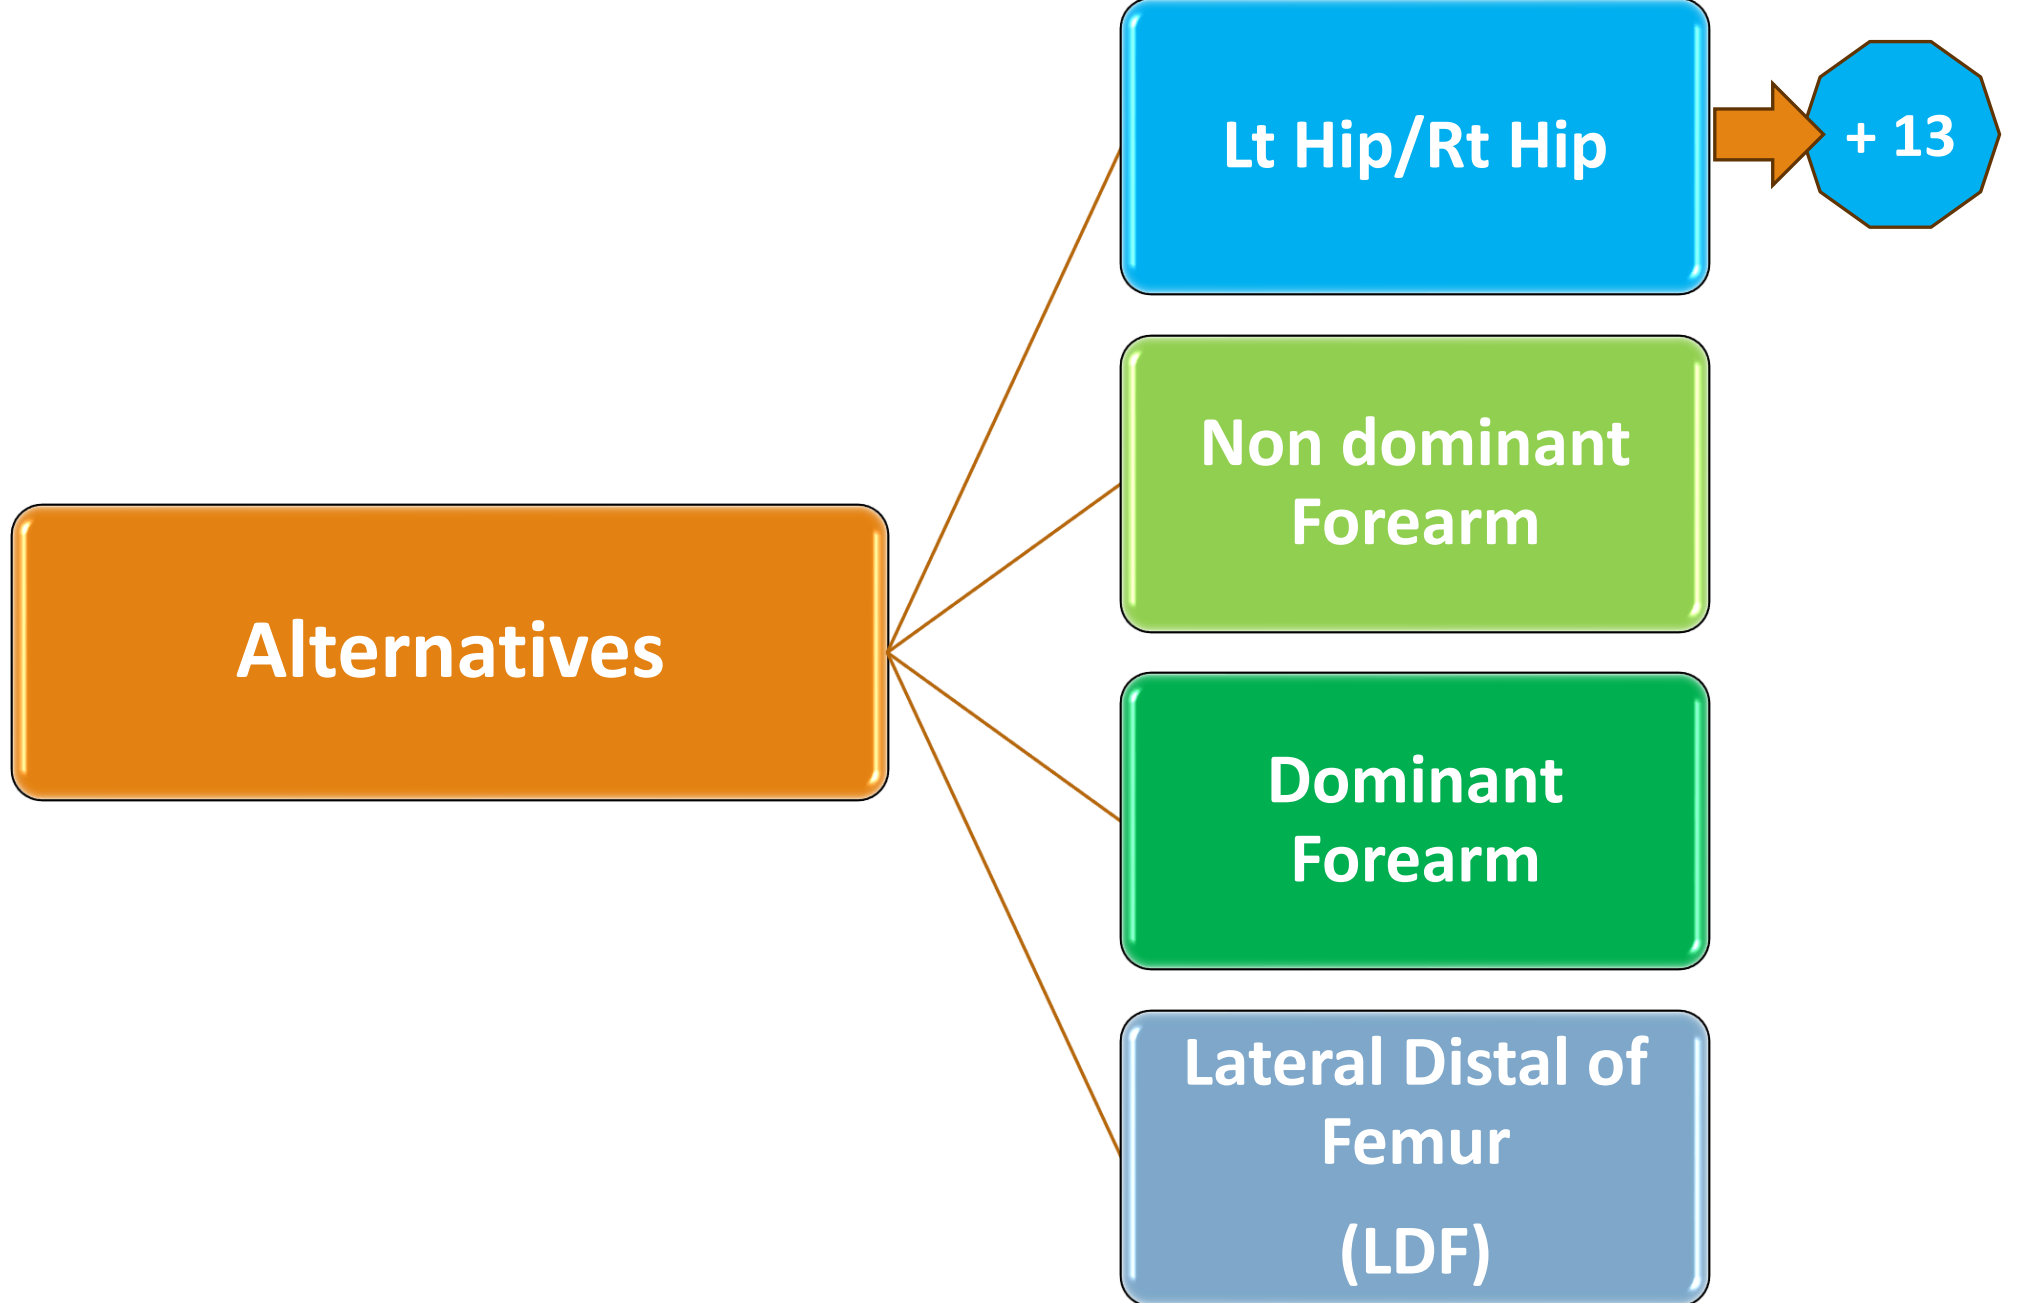 Lt Hip/Rt Hip
+ 13
Non dominant
Forearm
Alternatives
Dominant
Forearm
Lateral Distal of
Femur
(LDF)